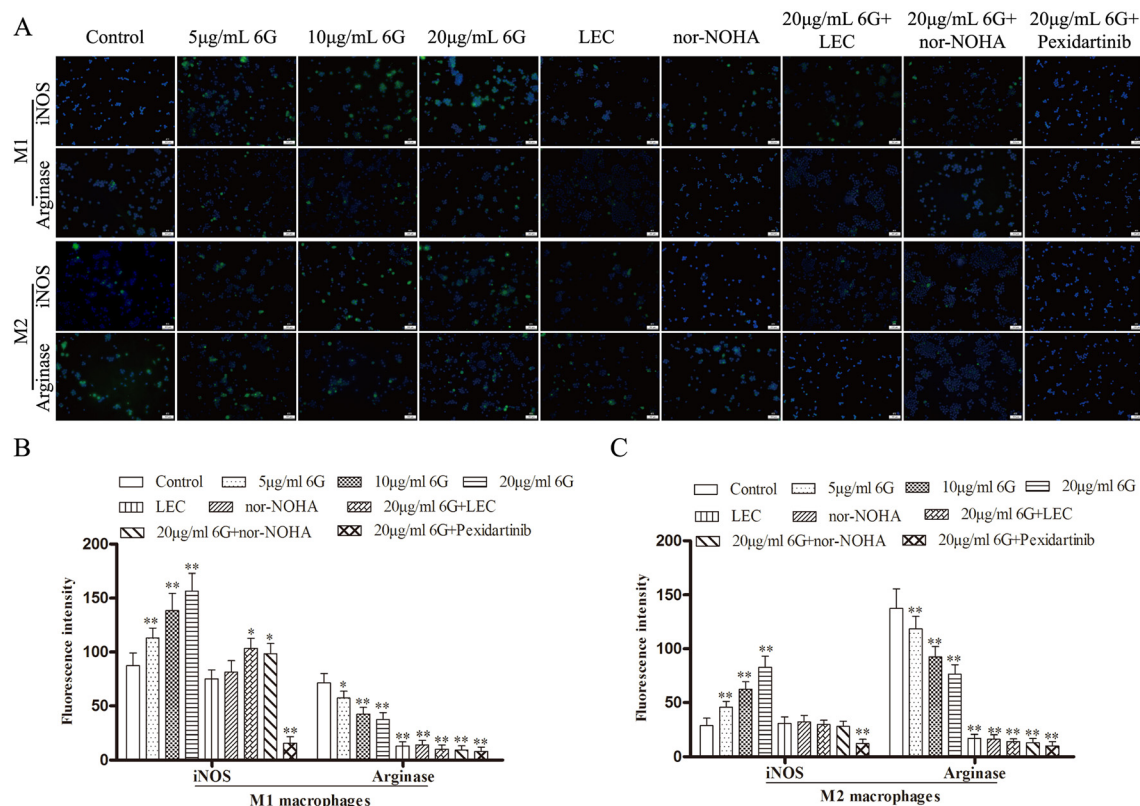 A
Control 5µg/mL 6G 10µg/mL 6G 20µg/mL 6G LEC nor-NOHA 20µg/mL 6G+ LEC 20µg/mL 6G+ nor-NOHA 20µg/mL 6G+ Pexidartinib
M1
iNOS
Arginase
M2
iNOS
Arginase
B
Control 5µg/ml 6G 10µg/ml 6G 20µg/ml 6G
LEC nor-NOHA 20µg/ml 6G+LEC
20µg/ml 6G+nor-NOHA 20µg/ml 6G+Pexidartinib
Fluorescence intensity
200
150
100
50
0
** ** ** * * ** * ** ** ** ** ** ** **
iNOS Arginase
M1 macrophages
C
Control 5µg/ml 6G 10µg/ml 6G 20µg/ml 6G
LEC nor-NOHA 20µg/ml 6G+LEC
20µg/ml 6G+nor-NOHA 20µg/ml 6G+Pexidartinib
Fluorescence intensity
200
150
100
50
0
** ** ** ** ** ** ** ** ** ** ** **
iNOS Arginase
M2 macrophages